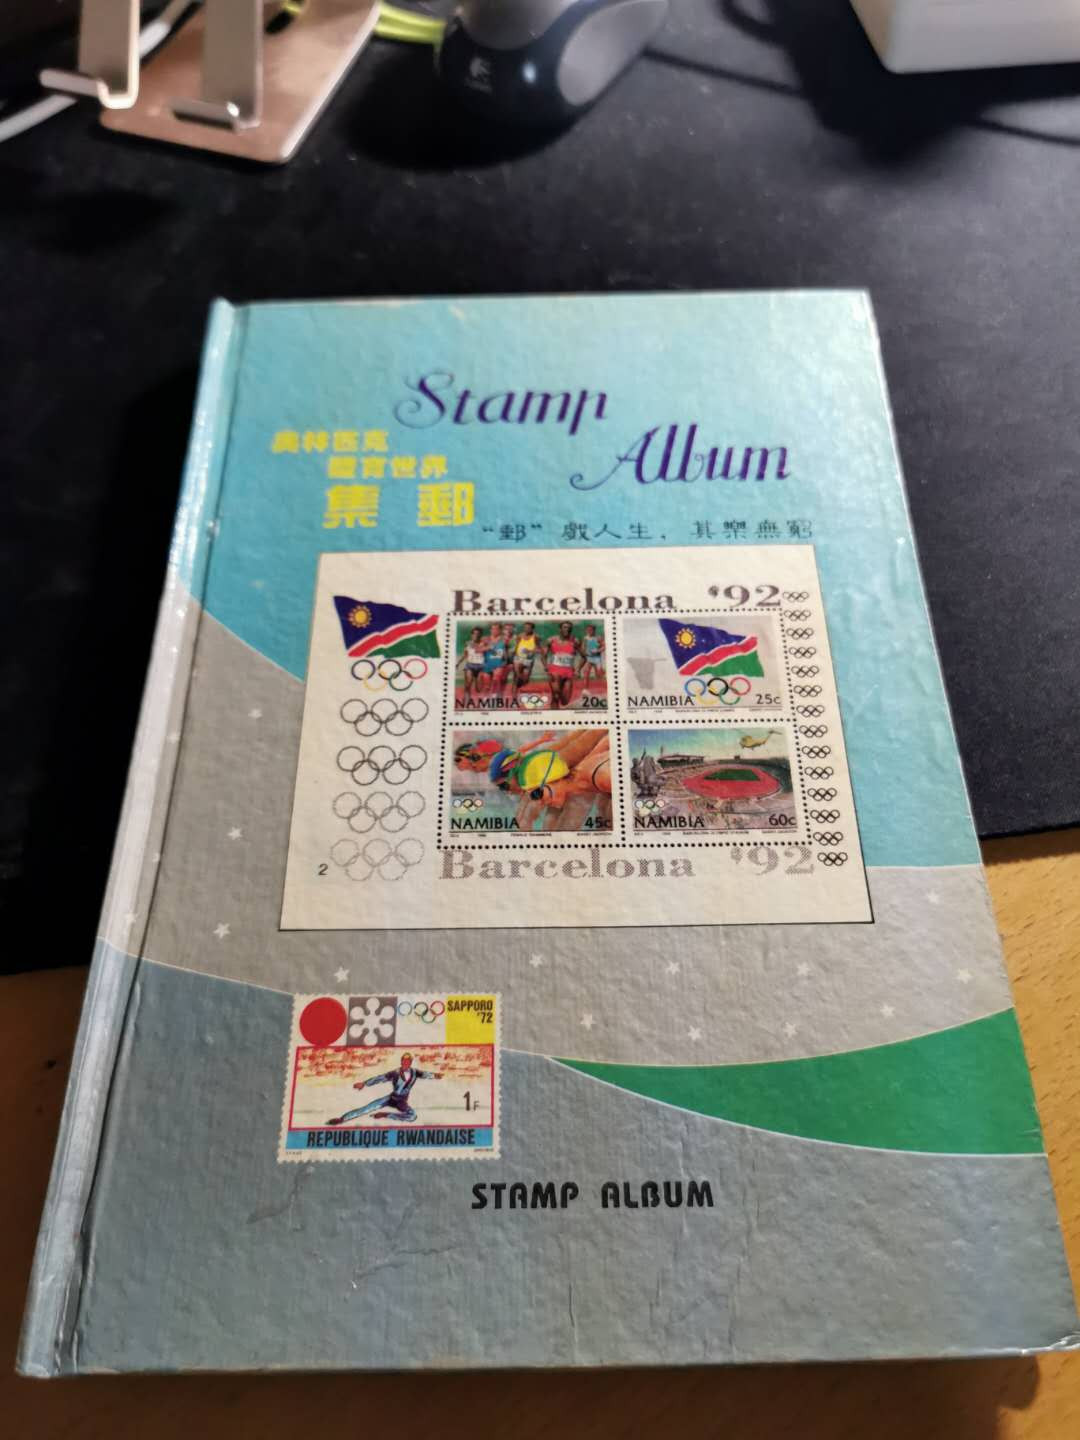 Stamp
Album
奧林匹克
體育世界
集 郵
“郵”戲人生，其樂無窮
Barcelona '92
NAMIBIA 20c
NAMIBIA 25c
NAMIBIA 45c
NAMIBIA 60c
2
Barcelona '92
SAPPORO
'72
1F
REPUBLIQUE RWANDAISE
STAMP ALBUM